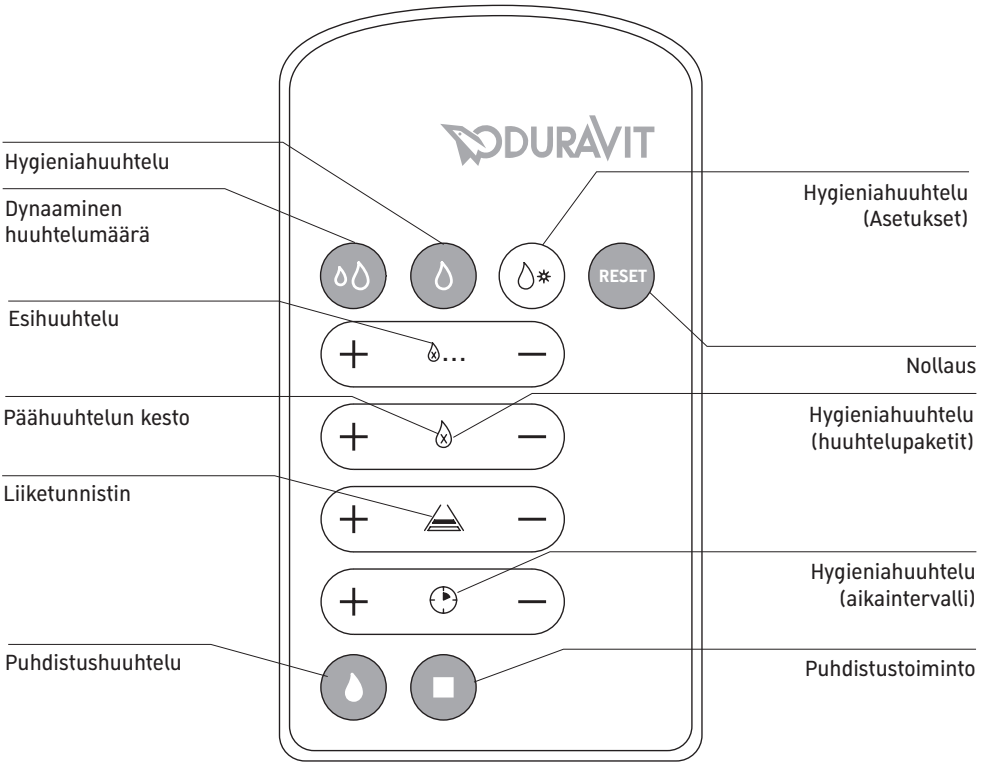 DURAVIT
Hygieniahuuhtelu
Dynaaminen
huuhtelumäärä
Esihuuhtelu
Päähuuhtelun kesto
Liiketunnistin
Puhdistushuuhtelu
RESET
+ x... −
+ x −
+ −
+ −
Hygieniahuuhtelu
(Asetukset)
Nollaus
Hygieniahuuhtelu
(huuhtelupaketit)
Hygieniahuuhtelu
(aikaintervalli)
Puhdistustoiminto